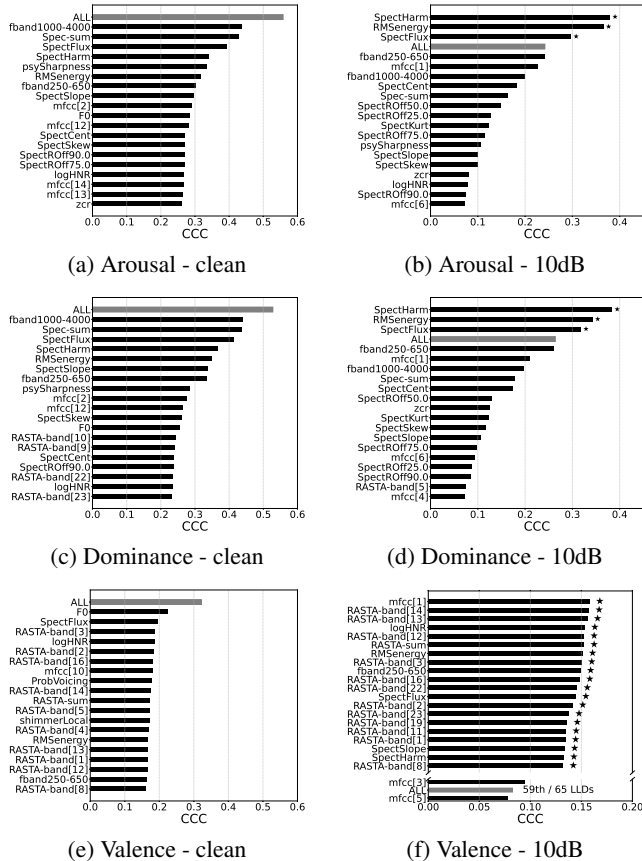 ALL
fband1000-4000
Spec-sum
SpectFlux
SpectHarm
psySharpness
RMSenergy
fband250-650
SpectSlope
mfcc[2]
F0
mfcc[12]
SpectCent
SpectSkew
SpectROff90.0
SpectROff75.0
logHNR
mfcc[14]
mfcc[13]
zcr
0.0 0.1 0.2 0.3 0.4 0.5 0.6
CCC
(a) Arousal - clean
SpectHarm
RMSenergy
SpectFlux
ALL
fband250-650
mfcc[1]
fband1000-4000
SpectCent
Spec-sum
SpectROff50.0
SpectROff25.0
SpectKurt
SpectROff75.0
psySharpness
SpectSlope
SpectSkew
zcr
logHNR
SpectROff90.0
mfcc[6]
0.0 0.1 0.2 0.3 0.4
CCC
(b) Arousal - 10dB
ALL
fband1000-4000
Spec-sum
SpectFlux
SpectHarm
RMSenergy
SpectSlope
fband250-650
psySharpness
mfcc[2]
mfcc[12]
SpectSkew
F0
RASTA-band[10]
RASTA-band[9]
SpectCent
SpectROff90.0
RASTA-band[22]
logHNR
RASTA-band[23]
0.0 0.1 0.2 0.3 0.4 0.5 0.6
CCC
(c) Dominance - clean
SpectHarm
RMSenergy
SpectFlux
ALL
fband250-650
mfcc[1]
fband1000-4000
Spec-sum
SpectCent
SpectROff50.0
zcr
SpectKurt
SpectSkew
SpectSlope
SpectROff75.0
mfcc[6]
SpectROff25.0
SpectROff90.0
RASTA-band[5]
mfcc[4]
0.0 0.1 0.2 0.3 0.4
CCC
(d) Dominance - 10dB
ALL
F0
SpectFlux
RASTA-band[3]
logHNR
RASTA-band[2]
RASTA-band[16]
mfcc[10]
ProbVoicing
RASTA-band[14]
RASTA-sum
RASTA-band[5]
shimmerLocal
RASTA-band[4]
RMSenergy
RASTA-band[13]
RASTA-band[1]
RASTA-band[12]
fband250-650
RASTA-band[8]
0.0 0.1 0.2 0.3 0.4 0.5 0.6
CCC
(e) Valence - clean
mfcc[1]
RASTA-band[14]
RASTA-band[13]
logHNR
RASTA-band[12]
RASTA-sum
RMSenergy
RASTA-band[3]
fband250-650
RASTA-band[16]
RASTA-band[22]
SpectFlux
RASTA-band[2]
RASTA-band[23]
RASTA-band[19]
RASTA-band[11]
RASTA-band[1]
SpectSlope
SpectHarm
RASTA-band[8]
mfcc[3]
ALL 59th / 65 LLDs
mfcc[5]
0.00 0.05 0.10 0.15 0.20
CCC
(f) Valence - 10dB